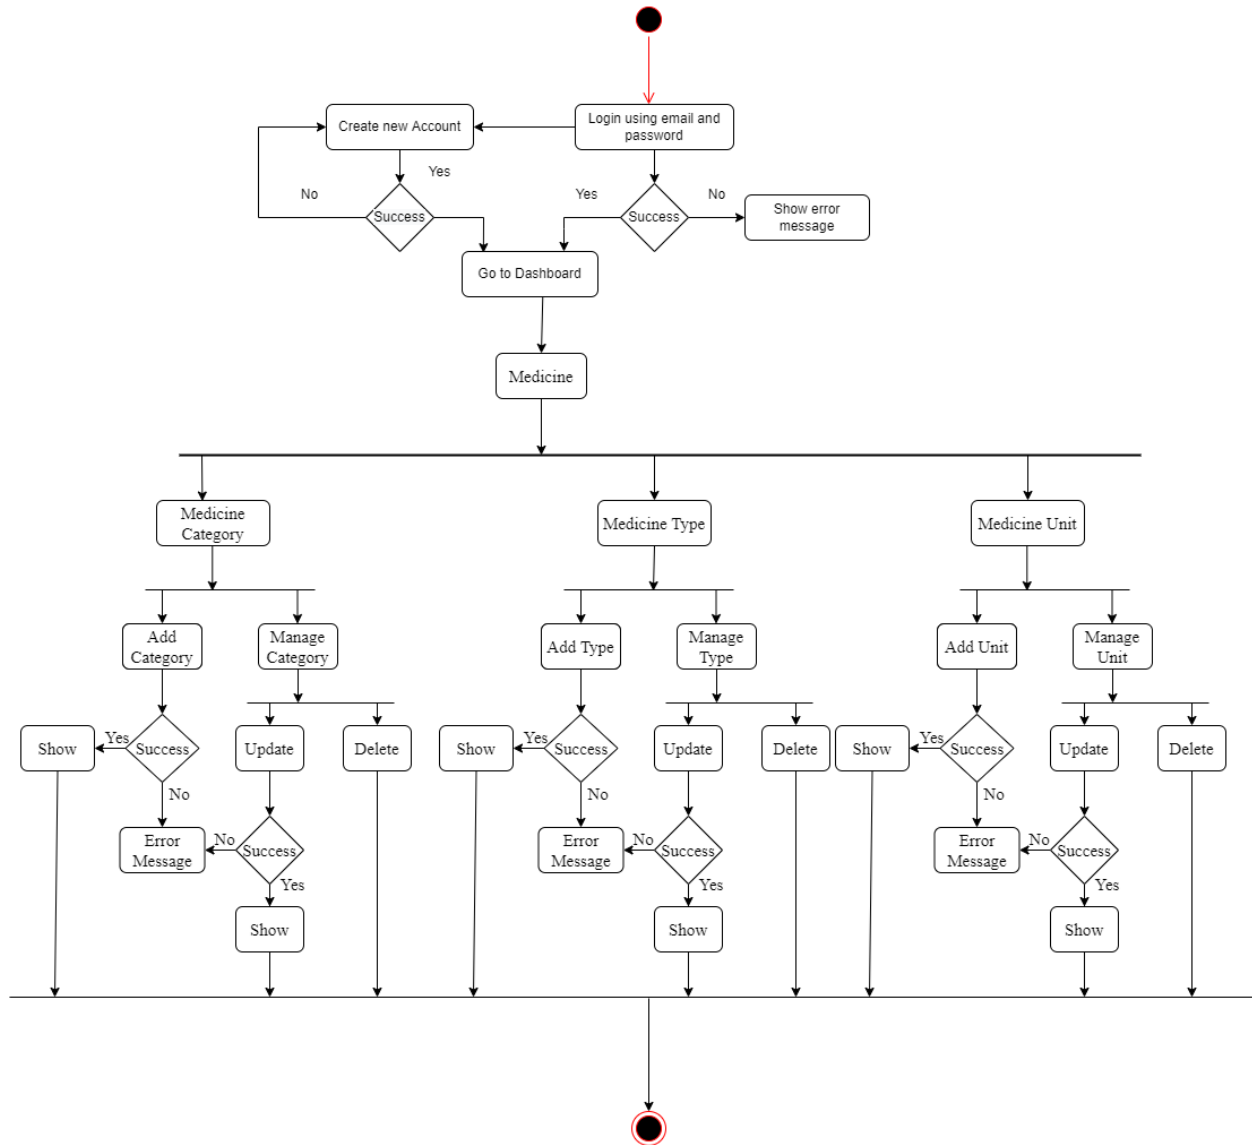 Create new Account
Login using email and
password
Yes
No
Yes
No
Success
Success
Show error
message
Go to Dashboard
Medicine
Medicine
Category
Medicine Type
Medicine Unit
Add
Category
Manage
Category
Add Type
Manage
Type
Add Unit
Manage
Unit
Show
Yes
Success
Update
Delete
Show
Yes
Success
Update
Delete
Show
Yes
Success
Update
Delete
No
No
No
Error
Message
No
Success
Error
Message
No
Success
Error
Message
No
Success
Yes
Yes
Yes
Show
Show
Show